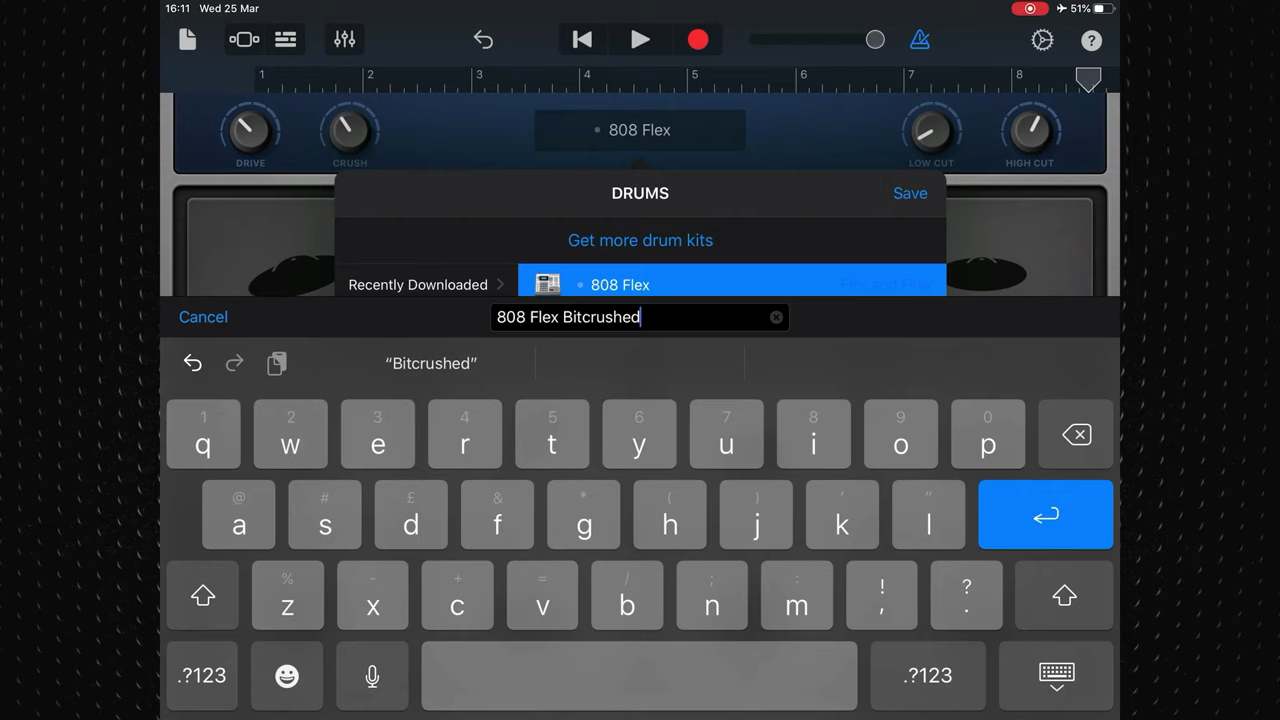 16:11 Wed 25 Mar
51%
1 2 3 4 5 6 7 8
808 Flex
DRIVE CRUSH LOW CUT HIGH CUT
DRUMS Save
Get more drum kits
Recently Downloaded 808 Flex
Cancel 808 Flex Bitcrushed
“Bitcrushed”
1 2 3 4 5 6 7 8 9 0
q w e r t y u i o p
@ # £ & * ( ) ' "
a s d f g h j k l
% - + = / ; : ! ?
z x c v b n m , .
.?123 .?123